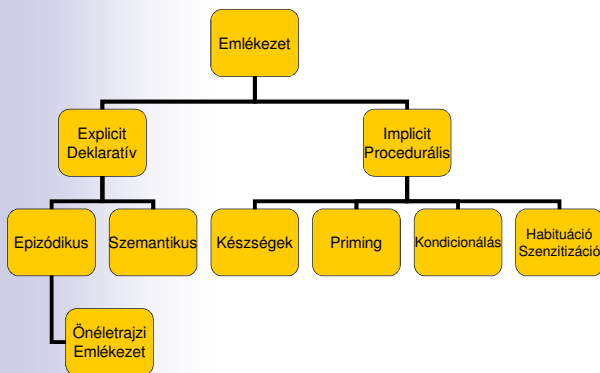 Emlékezet
Explicit
Deklaratív
Implicit
Procedurális
Epizódikus
Szemantikus
Készségek
Priming
Kondicionálás
Habituáció
Szenzitizáció
Önéletrajzi
Emlékezet